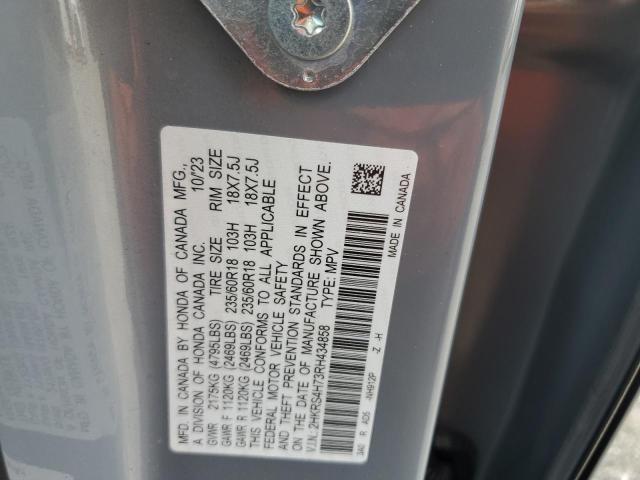 MFD. IN CANADA BY HONDA OF CANADA MFG.,
A DIVISION OF HONDA CANADA INC. 10/23
GVWR 2175KG (4795LBS) TIRE SIZE RIM SIZE
GAWR F 1120KG (2469LBS) 235/60R18 103H 18X7.5J
GAWR R 1120KG (2469LBS) 235/60R18 103H 18X7.5J
THIS VEHICLE CONFORMS TO ALL APPLICABLE
FEDERAL MOTOR VEHICLE SAFETY
AND THEFT PREVENTION STANDARDS IN EFFECT
ON THE DATE OF MANUFACTURE SHOWN ABOVE.
V.I.N.: 2HKRS4H73RH434858 TYPE: MPV
3A0 R AD5 -NH912P -Z -H
MADE IN CANADA